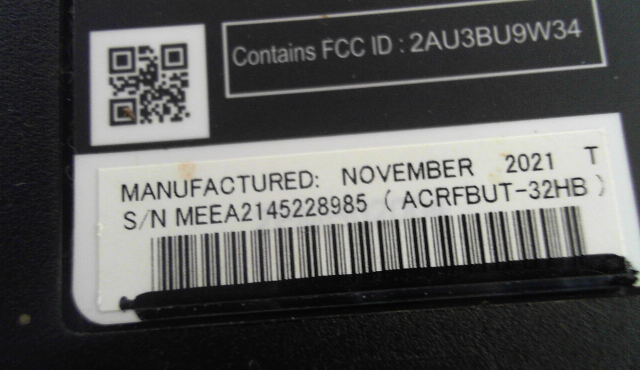 Contains FCC ID : 2AU3BU9W34
MANUFACTURED: NOVEMBER 2021 T
S/N MEEA2145228985 ( ACRFBUT-32HB )